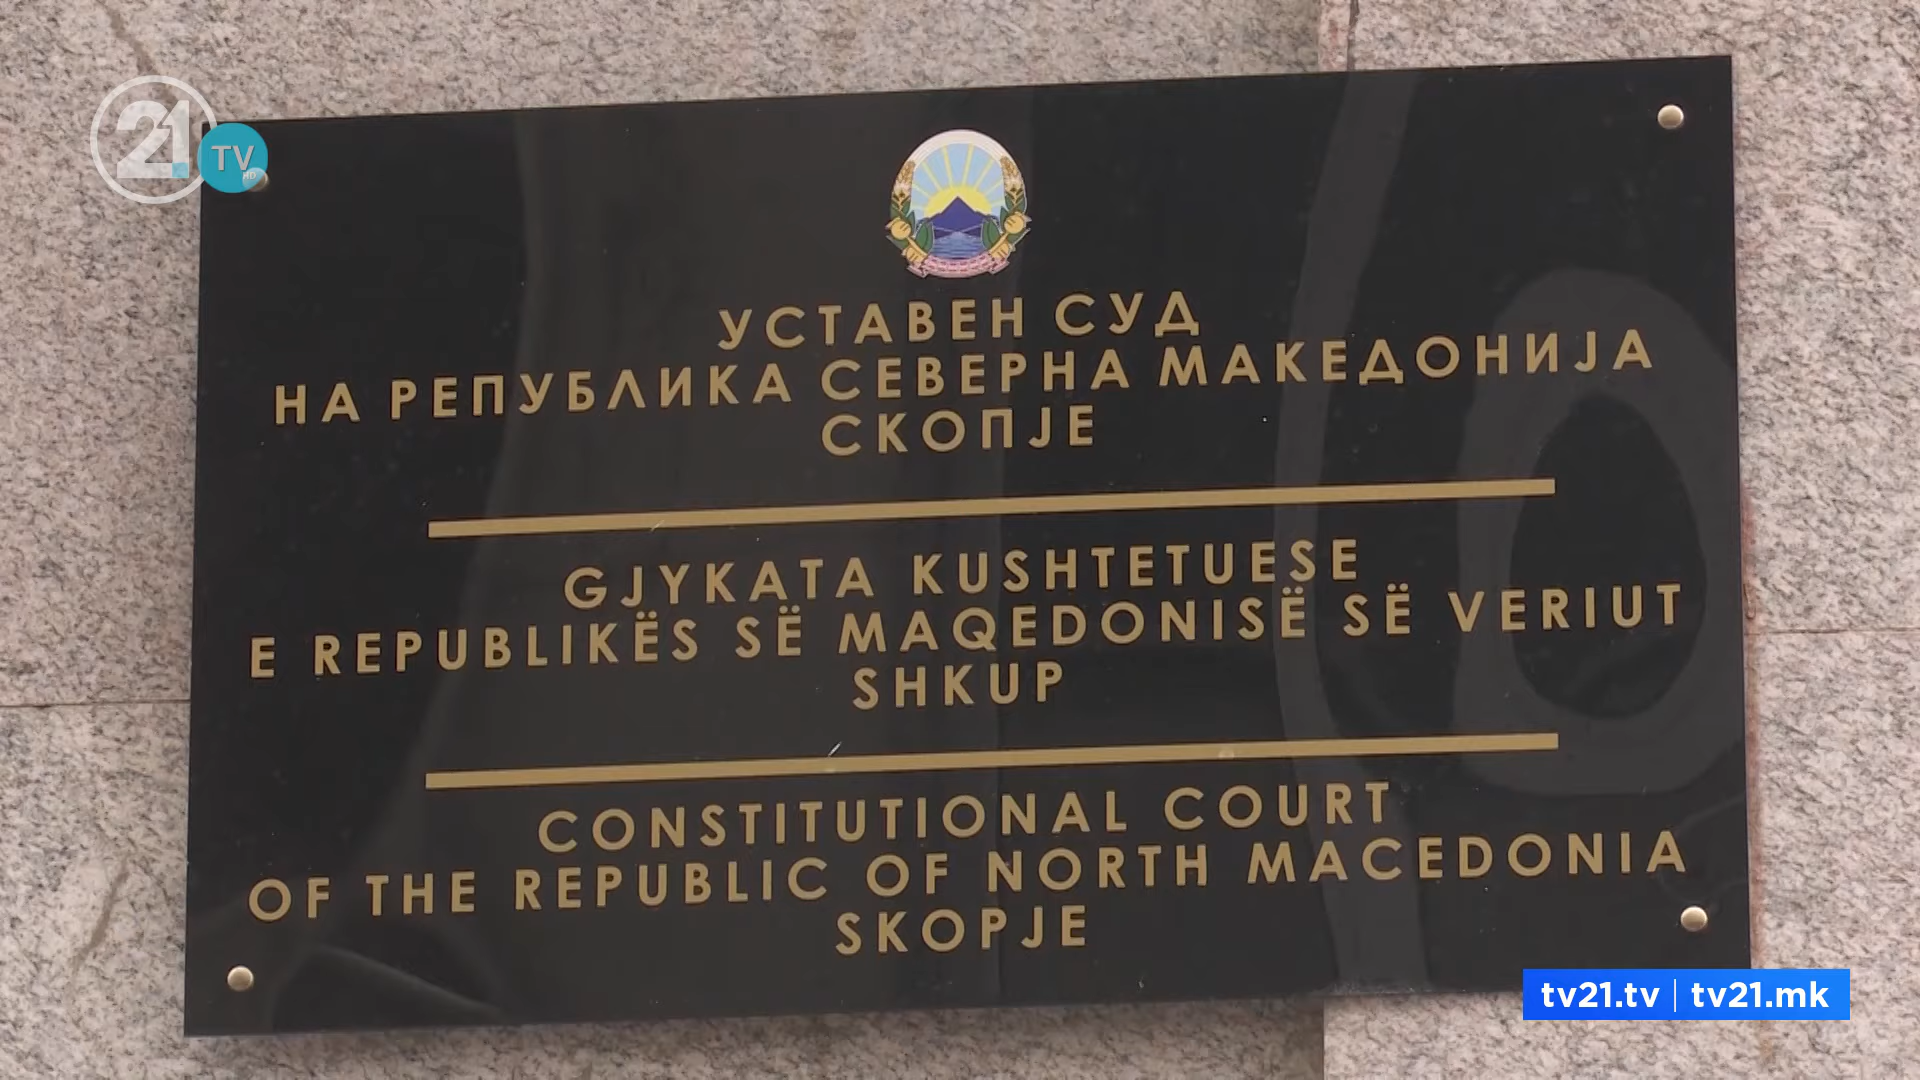 21 TV HD
УСТАВЕН СУД
НА РЕПУБЛИКА СЕВЕРНА МАКЕДОНИЈА
СКОПЈЕ
GJYKATA KUSHTETUESE
E REPUBLIKËS SË MAQEDONISË SË VERIUT
SHKUP
CONSTITUTIONAL COURT
OF THE REPUBLIC OF NORTH MACEDONIA
SKOPJE
tv21.tv | tv21.mk